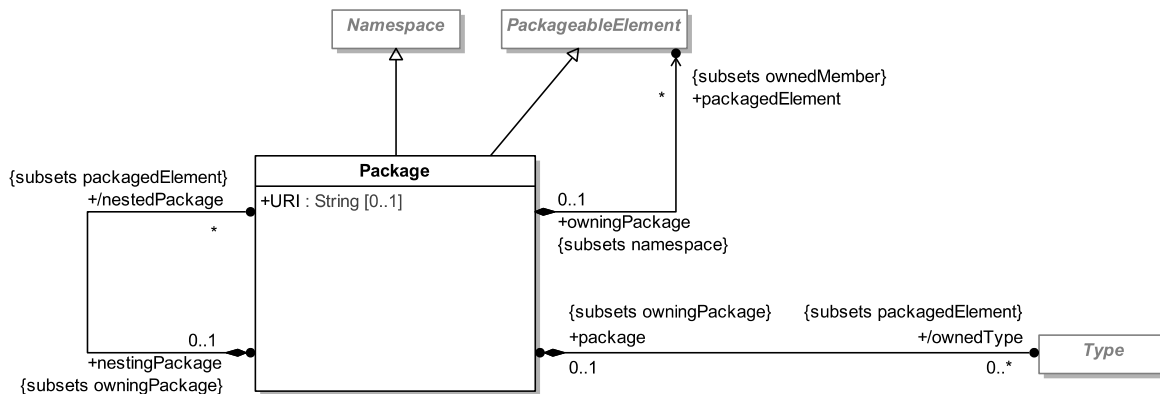 Namespace
PackageableElement
{subsets ownedMember}
*
+packagedElement
Package
{subsets packagedElement}
+/nestedPackage
*
+URI : String [0..1]
0..1
+owningPackage
{subsets namespace}
0..1
+nestingPackage
{subsets owningPackage}
{subsets owningPackage}
+package
0..1
{subsets packagedElement}
+/ownedType
0..*
Type